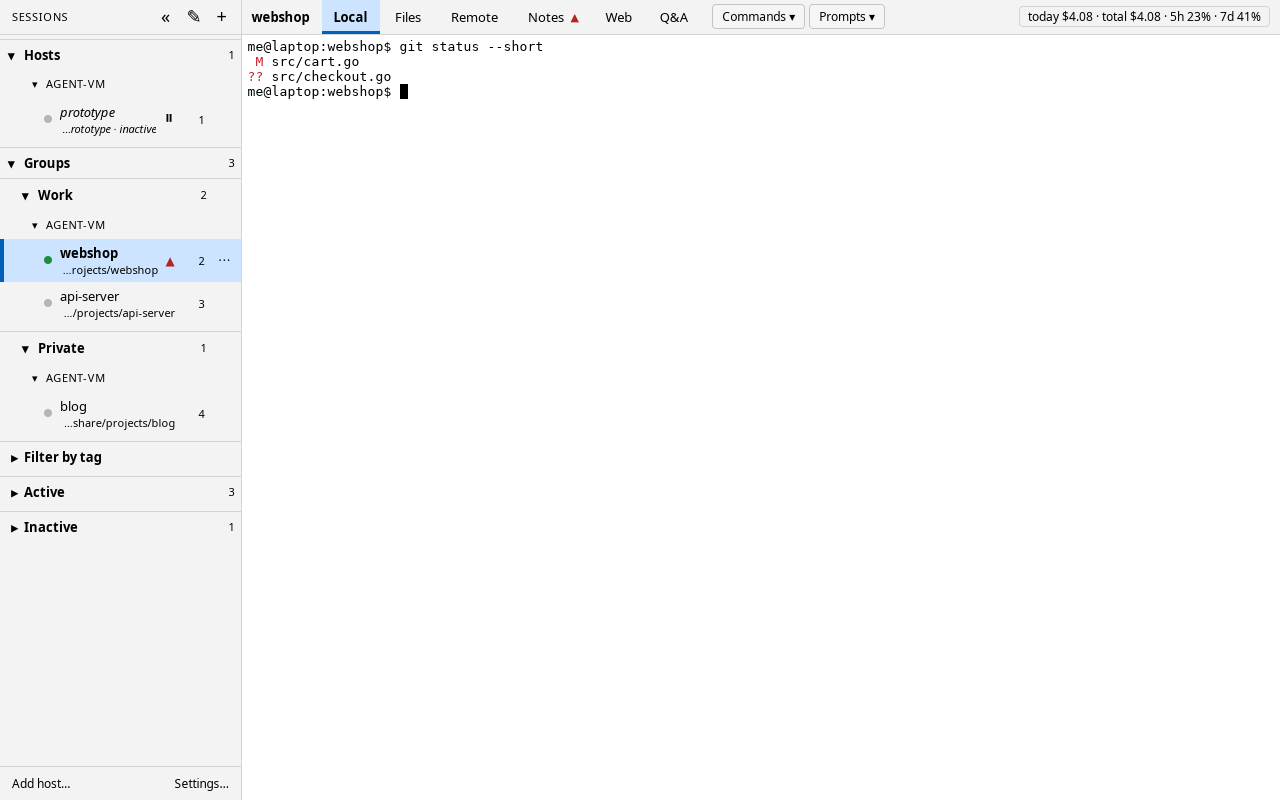 SESSIONS « ✎ +
webshop Local Files Remote Notes ▲ Web Q&A Commands ▾ Prompts ▾ today $4.08 · total $4.08 · 5h 23% · 7d 41%
▼ Hosts 1
▾ AGENT-VM
prototype ⏸ 1
...rototype · inactive
▼ Groups 3
▼ Work 2
▾ AGENT-VM
webshop ▲ 2 ...
...rojects/webshop
api-server 3
.../projects/api-server
▼ Private 1
▾ AGENT-VM
blog 4
...share/projects/blog
▶ Filter by tag
▶ Active 3
▶ Inactive 1
Add host... Settings...
me@laptop:webshop$ git status --short
 M src/cart.go
?? src/checkout.go
me@laptop:webshop$